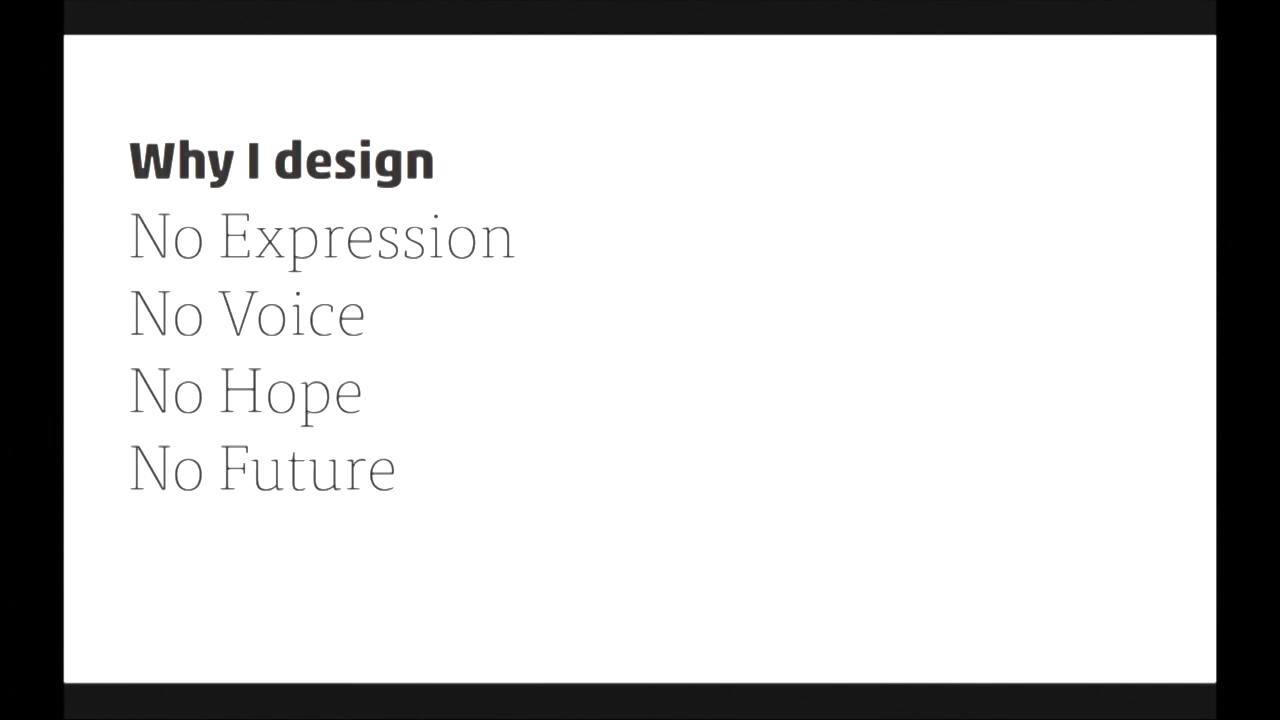 Why I design
No Expression
No Voice
No Hope
No Future